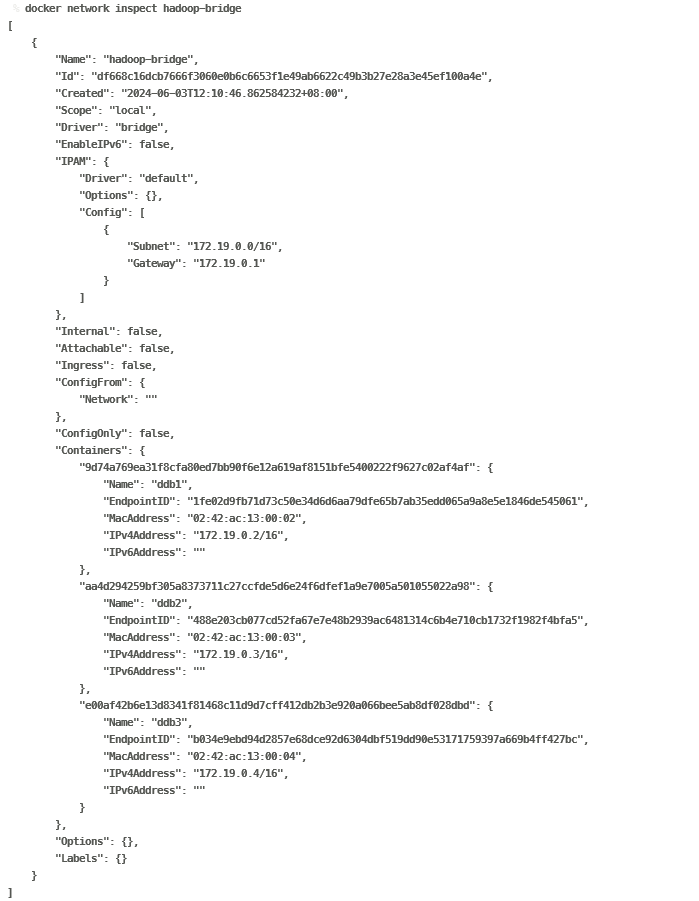 % docker network inspect hadoop-bridge
[
    {
        "Name": "hadoop-bridge",
        "Id": "df668c16dcb7666f3060e0b6c6653f1e49ab6622c49b3b27e28a3e45ef100a4e",
        "Created": "2024-06-03T12:10:46.862584232+08:00",
        "Scope": "local",
        "Driver": "bridge",
        "EnableIPv6": false,
        "IPAM": {
            "Driver": "default",
            "Options": {},
            "Config": [
                {
                    "Subnet": "172.19.0.0/16",
                    "Gateway": "172.19.0.1"
                }
            ]
        },
        "Internal": false,
        "Attachable": false,
        "Ingress": false,
        "ConfigFrom": {
            "Network": ""
        },
        "ConfigOnly": false,
        "Containers": {
            "9d74a769ea31f8cfa80ed7bb90f6e12a619af8151bfe5400222f9627c02af4af": {
                "Name": "ddb1",
                "EndpointID": "1fe02d9fb71d73c50e34d6d6aa79dfe65b7ab35edd065a9a8e5e1846de545061",
                "MacAddress": "02:42:ac:13:00:02",
                "IPv4Address": "172.19.0.2/16",
                "IPv6Address": ""
            },
            "aa4d294259bf305a8373711c27ccfde5d6e24f6dfef1a9e7005a501055022a98": {
                "Name": "ddb2",
                "EndpointID": "488e203cb077cd52fa67e7e48b2939ac6481314c6b4e710cb1732f1982f4bfa5",
                "MacAddress": "02:42:ac:13:00:03",
                "IPv4Address": "172.19.0.3/16",
                "IPv6Address": ""
            },
            "e00af42b6e13d8341f81468c11d9d7cff412db2b3e920a066bee5ab8df028dbd": {
                "Name": "ddb3",
                "EndpointID": "b034e9ebd94d2857e68dce92d6304dbf519dd90e53171759397a669b4ff427bc",
                "MacAddress": "02:42:ac:13:00:04",
                "IPv4Address": "172.19.0.4/16",
                "IPv6Address": ""
            }
        },
        "Options": {},
        "Labels": {}
    }
]